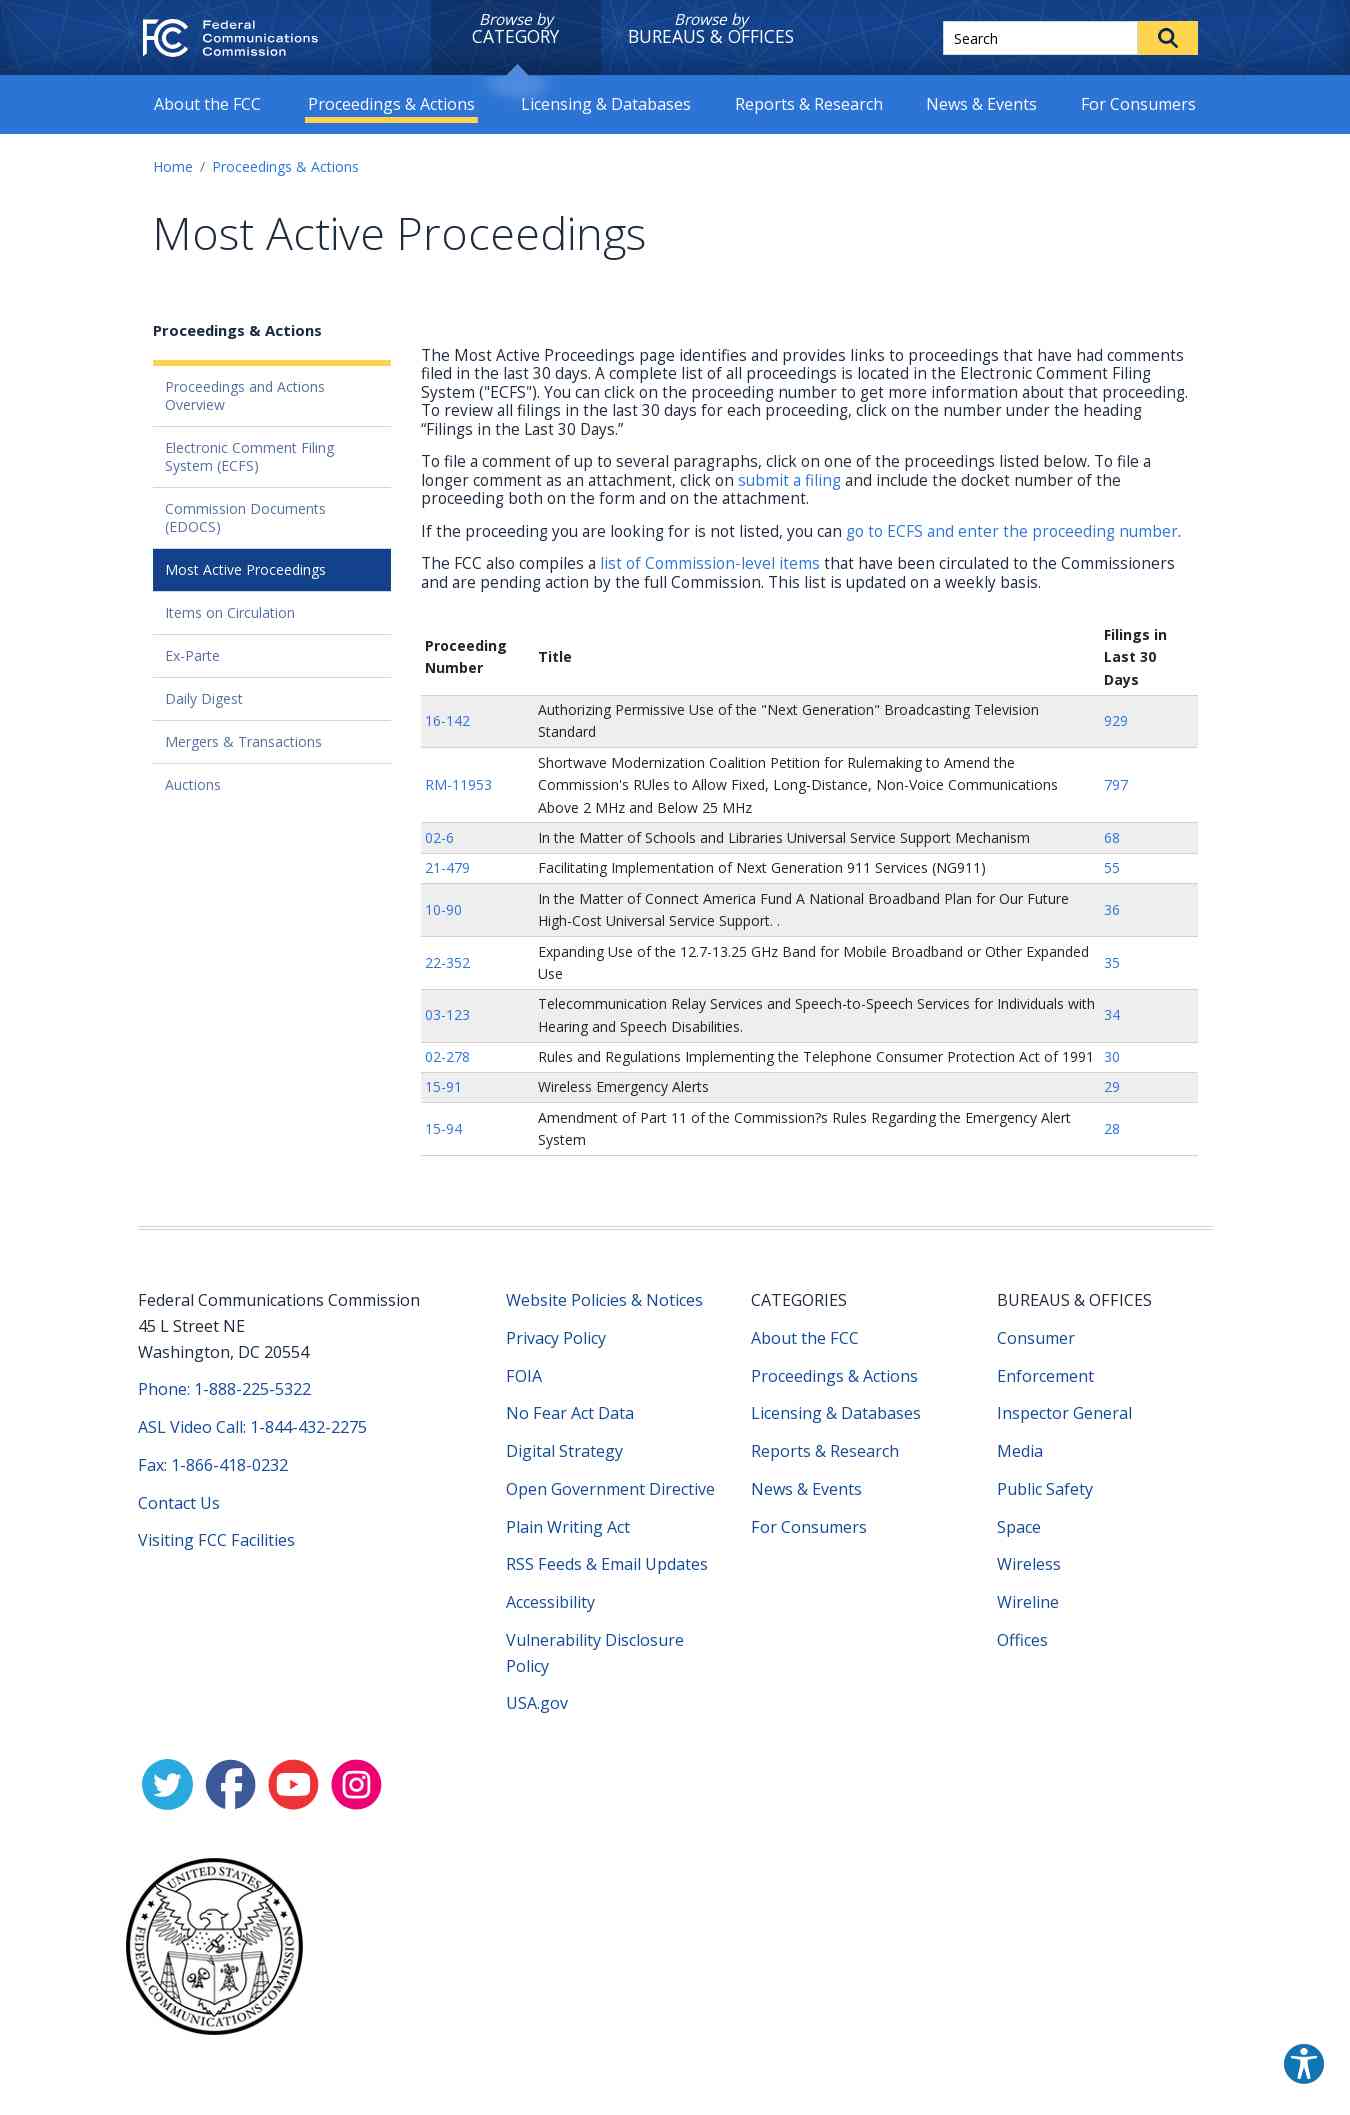 Federal
Communications
Commission
Browse by
CATEGORY
Browse by
BUREAUS & OFFICES
Search
About the FCC
Proceedings & Actions
Licensing & Databases
Reports & Research
News & Events
For Consumers
Home / Proceedings & Actions
Most Active Proceedings
Proceedings & Actions
Proceedings and Actions
Overview
Electronic Comment Filing
System (ECFS)
Commission Documents
(EDOCS)
Most Active Proceedings
Items on Circulation
Ex-Parte
Daily Digest
Mergers & Transactions
Auctions
The Most Active Proceedings page identifies and provides links to proceedings that have had comments
filed in the last 30 days. A complete list of all proceedings is located in the Electronic Comment Filing
System ("ECFS"). You can click on the proceeding number to get more information about that proceeding.
To review all filings in the last 30 days for each proceeding, click on the number under the heading
“Filings in the Last 30 Days.”
To file a comment of up to several paragraphs, click on one of the proceedings listed below. To file a
longer comment as an attachment, click on submit a filing and include the docket number of the
proceeding both on the form and on the attachment.
If the proceeding you are looking for is not listed, you can go to ECFS and enter the proceeding number.
The FCC also compiles a list of Commission-level items that have been circulated to the Commissioners
and are pending action by the full Commission. This list is updated on a weekly basis.
Proceeding
Number
Title
Filings in
Last 30
Days
16-142
Authorizing Permissive Use of the "Next Generation" Broadcasting Television
Standard
929
RM-11953
Shortwave Modernization Coalition Petition for Rulemaking to Amend the
Commission's RUles to Allow Fixed, Long-Distance, Non-Voice Communications
Above 2 MHz and Below 25 MHz
797
02-6
In the Matter of Schools and Libraries Universal Service Support Mechanism
68
21-479
Facilitating Implementation of Next Generation 911 Services (NG911)
55
10-90
In the Matter of Connect America Fund A National Broadband Plan for Our Future
High-Cost Universal Service Support. .
36
22-352
Expanding Use of the 12.7-13.25 GHz Band for Mobile Broadband or Other Expanded
Use
35
03-123
Telecommunication Relay Services and Speech-to-Speech Services for Individuals with
Hearing and Speech Disabilities.
34
02-278
Rules and Regulations Implementing the Telephone Consumer Protection Act of 1991
30
15-91
Wireless Emergency Alerts
29
15-94
Amendment of Part 11 of the Commission?s Rules Regarding the Emergency Alert
System
28
Federal Communications Commission
45 L Street NE
Washington, DC 20554
Phone: 1-888-225-5322
ASL Video Call: 1-844-432-2275
Fax: 1-866-418-0232
Contact Us
Visiting FCC Facilities
Website Policies & Notices
Privacy Policy
FOIA
No Fear Act Data
Digital Strategy
Open Government Directive
Plain Writing Act
RSS Feeds & Email Updates
Accessibility
Vulnerability Disclosure
Policy
USA.gov
CATEGORIES
About the FCC
Proceedings & Actions
Licensing & Databases
Reports & Research
News & Events
For Consumers
BUREAUS & OFFICES
Consumer
Enforcement
Inspector General
Media
Public Safety
Space
Wireless
Wireline
Offices
UNITED STATES
FEDERAL COMMUNICATIONS COMMISSION